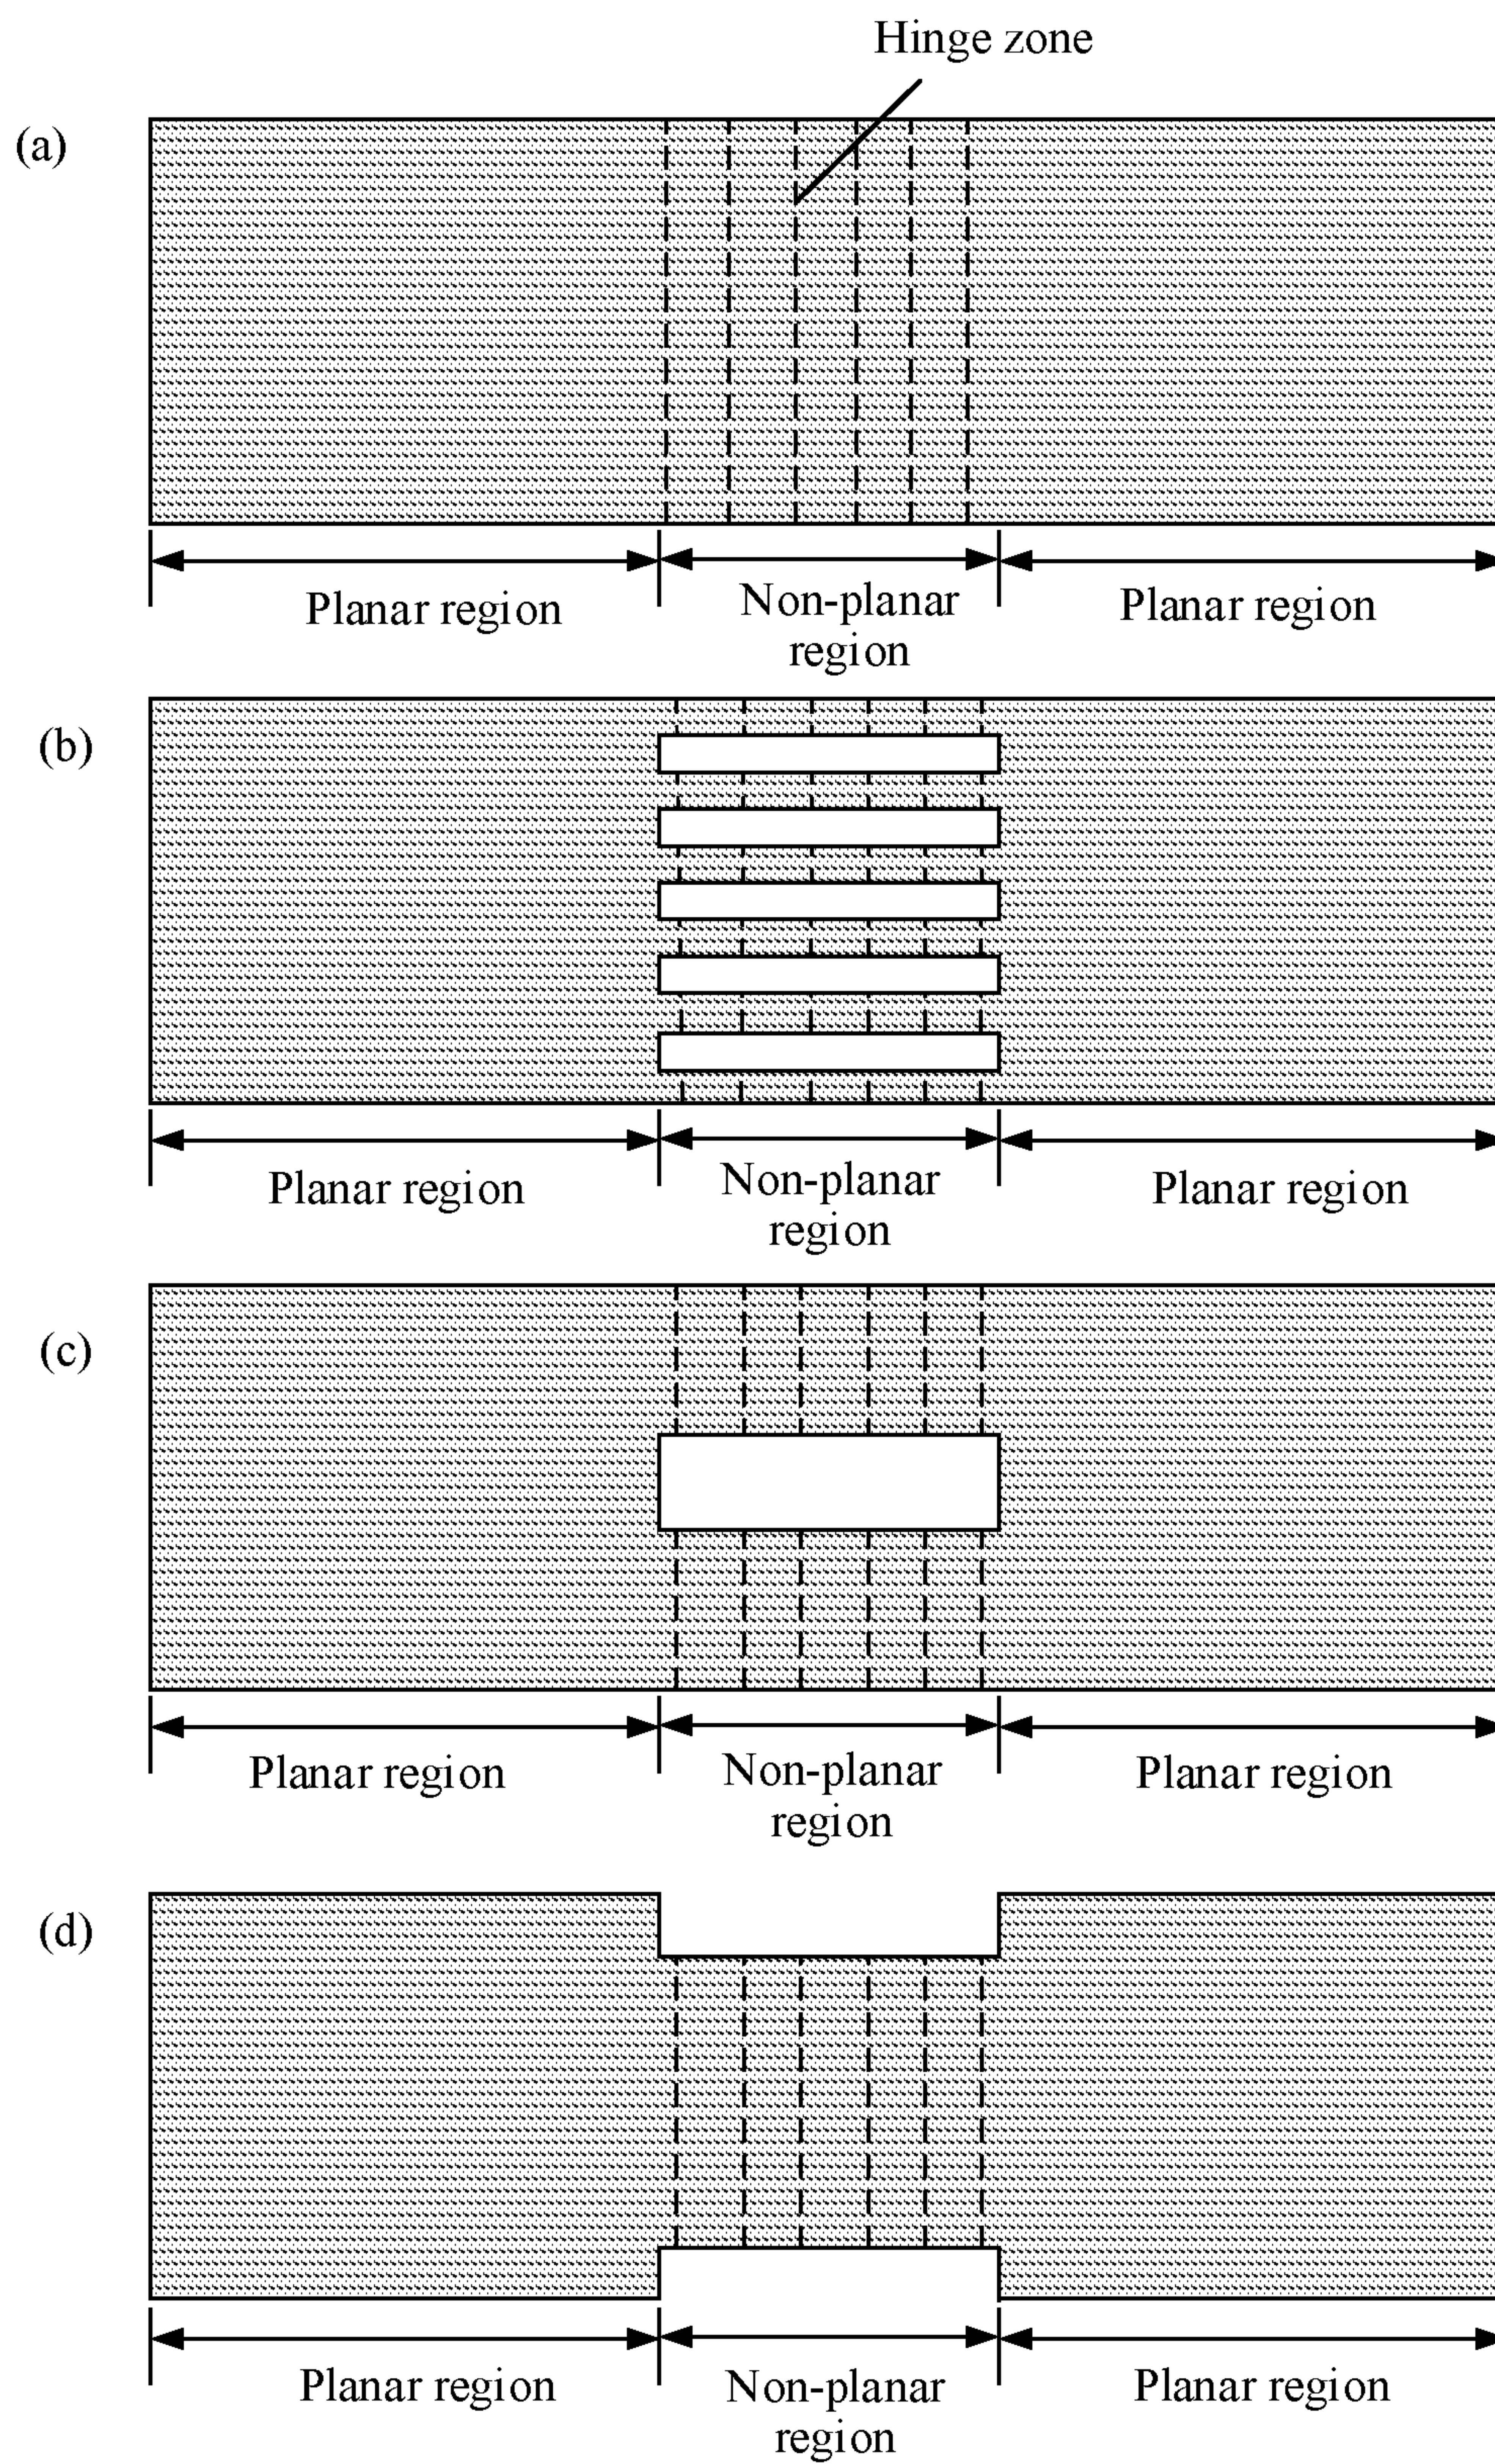 Hinge zone
(a)
Planar region
Non-planar
region
Planar region
(b)
Planar region
Non-planar
region
Planar region
(c)
Planar region
Non-planar
region
Planar region
(d)
Planar region
Non-planar
region
Planar region